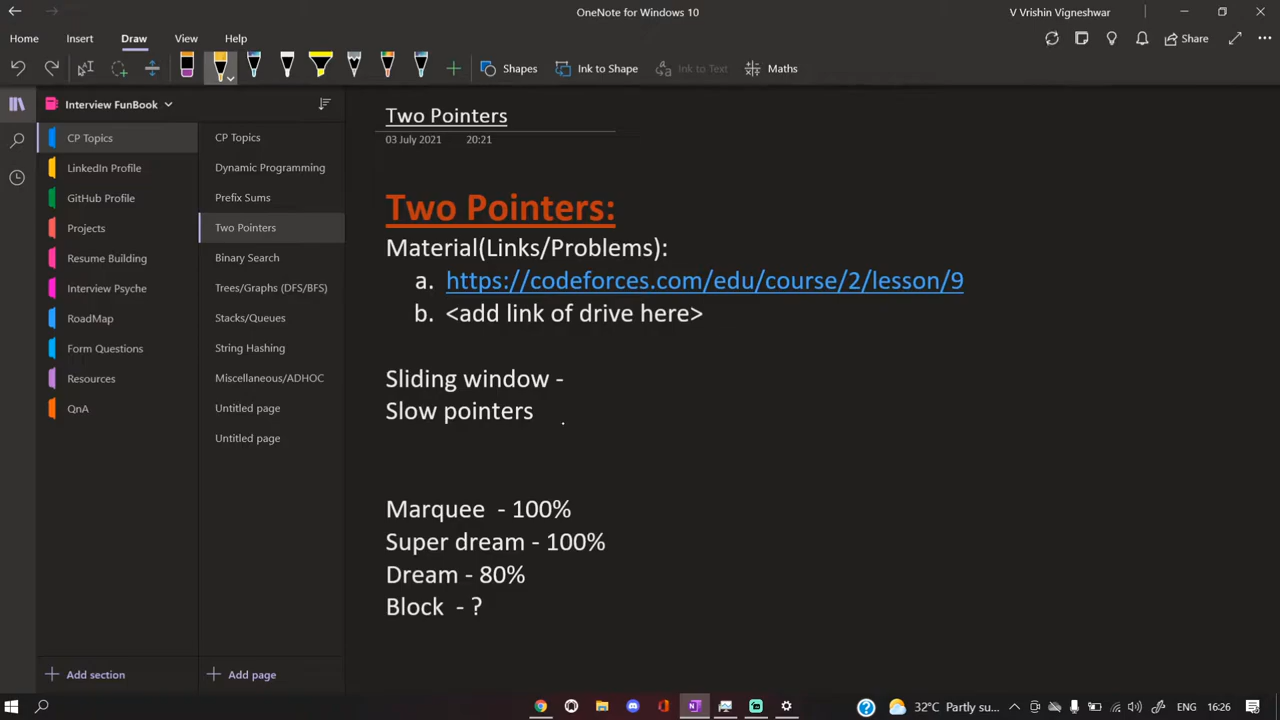 OneNote for Windows 10
V Vrishin Vigneshwar
Home
Insert
Draw
View
Help
Share
Shapes
Ink to Shape
Ink to Text
Maths
Interview FunBook
CP Topics
LinkedIn Profile
GitHub Profile
Projects
Resume Building
Interview Psyche
RoadMap
Form Questions
Resources
QnA
Add section
CP Topics
Dynamic Programming
Prefix Sums
Two Pointers
Binary Search
Trees/Graphs (DFS/BFS)
Stacks/Queues
String Hashing
Miscellaneous/ADHOC
Untitled page
Untitled page
Add page
Two Pointers
03 July 2021 20:21
Two Pointers:
Material(Links/Problems):
a. https://codeforces.com/edu/course/2/lesson/9
b. <add link of drive here>
Sliding window -
Slow pointers
Marquee - 100%
Super dream - 100%
Dream - 80%
Block - ?
32°C Partly su...
ENG
16:26